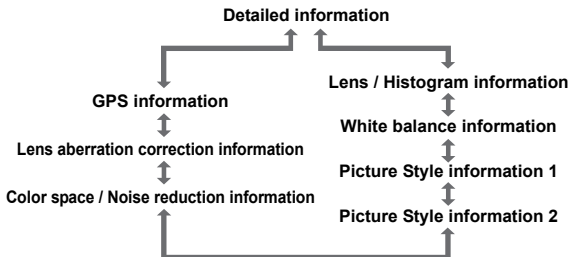 Detailed information
Lens / Histogram information
GPS information
White balance information
Lens aberration correction information
Picture Style information 1
Color space / Noise reduction information
Picture Style information 2